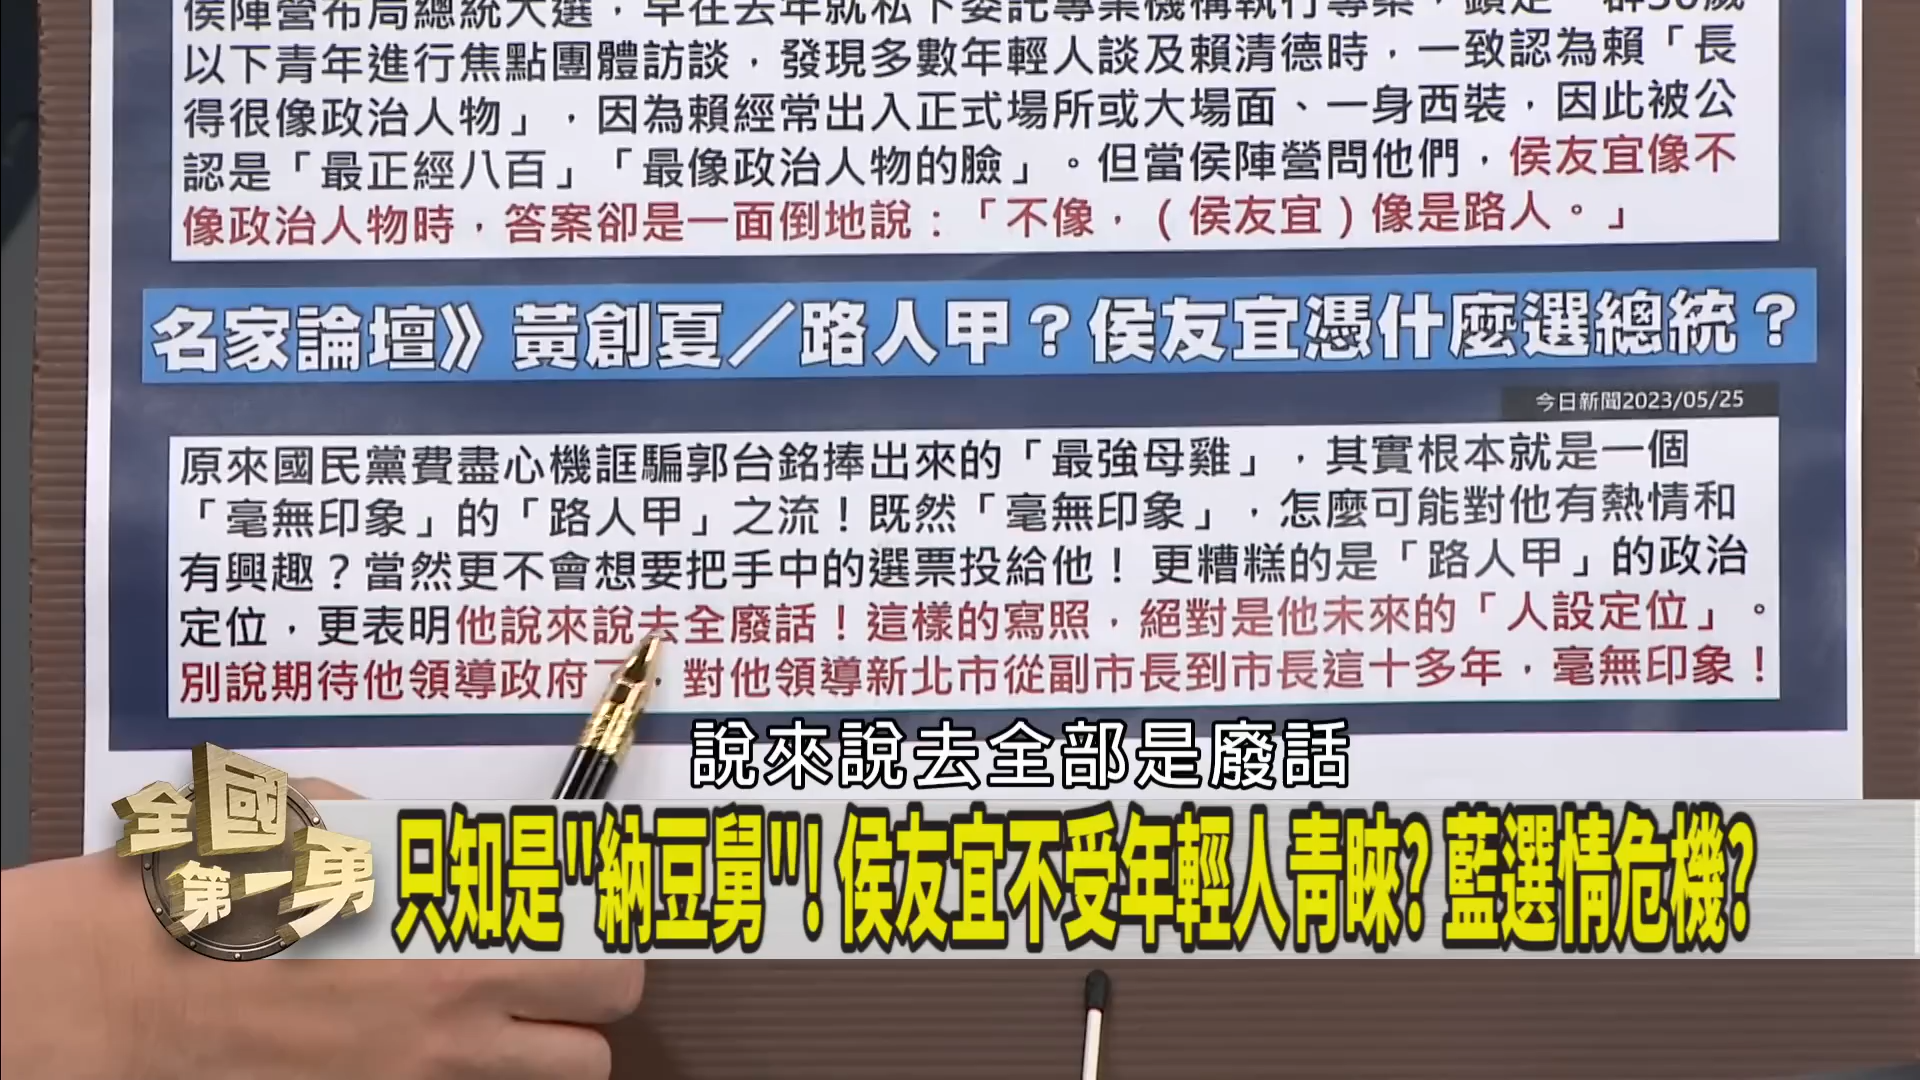 侯陣營布局總統大選，早在去年就私下委託專業機構執行專案，鎖定一群30歲
以下青年進行焦點團體訪談，發現多數年輕人談及賴清德時，一致認為賴「長
得很像政治人物」，因為賴經常出入正式場所或大場面、一身西裝，因此被公
認是「最正經八百」「最像政治人物的臉」。但當侯陣營問他們，侯友宜像不
像政治人物時，答案卻是一面倒地說：「不像，（侯友宜）像是路人。」
名家論壇》黃創夏／路人甲？侯友宜憑什麼選總統？
今日新聞2023/05/25
原來國民黨費盡心機誆騙郭台銘捧出來的「最強母雞」，其實根本就是一個
「毫無印象」的「路人甲」之流！既然「毫無印象」，怎麼可能對他有熱情和
有興趣？當然更不會想要把手中的選票投給他！更糟糕的是「路人甲」的政治
定位，更表明他說來說去全廢話！這樣的寫照，絕對是他未來的「人設定位」。
別說期待他領導政府了，對他領導新北市從副市長到市長這十多年，毫無印象！
說來說去全部是廢話
全國第一勇
只知是"納豆舅"!侯友宜不受年輕人青睞?藍選情危機?